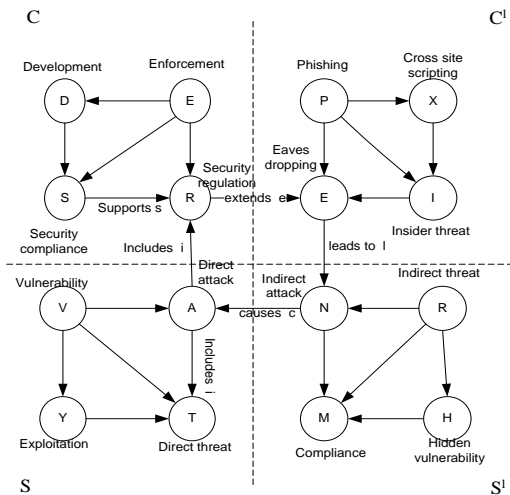 C
C¹
Development
Enforcement
Phishing
Cross site
scripting
D
E
P
X
Eaves
dropping
Security
regulation
S
R
extends e
E
I
Supports s
Security
compliance
Insider threat
Includes i
leads to l
Vulnerability
Direct
attack
Indirect
attack
Indirect threat
V
A
causes c
N
R
Includes i
Y
T
M
H
Exploitation
Direct threat
Compliance
Hidden
vulnerability
S
S¹